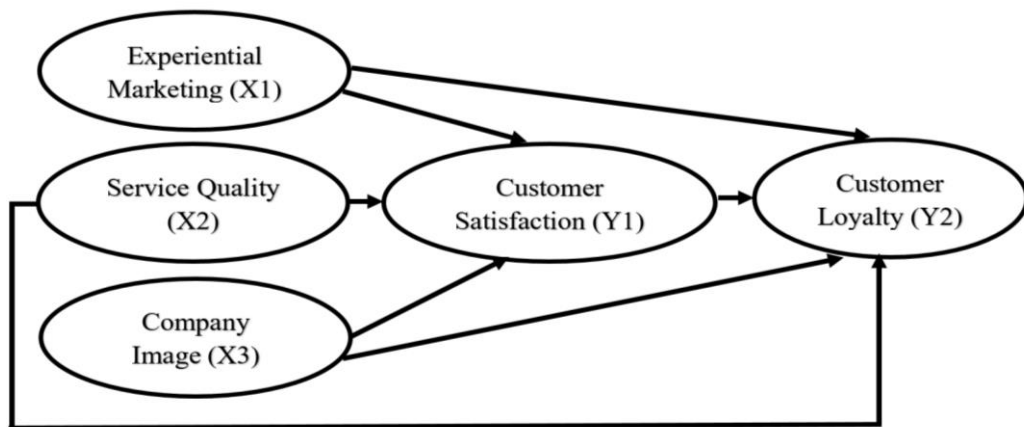 Experiential
Marketing (X1)
Service Quality
(X2)
Customer
Satisfaction (Y1)
Customer
Loyalty (Y2)
Company
Image (X3)